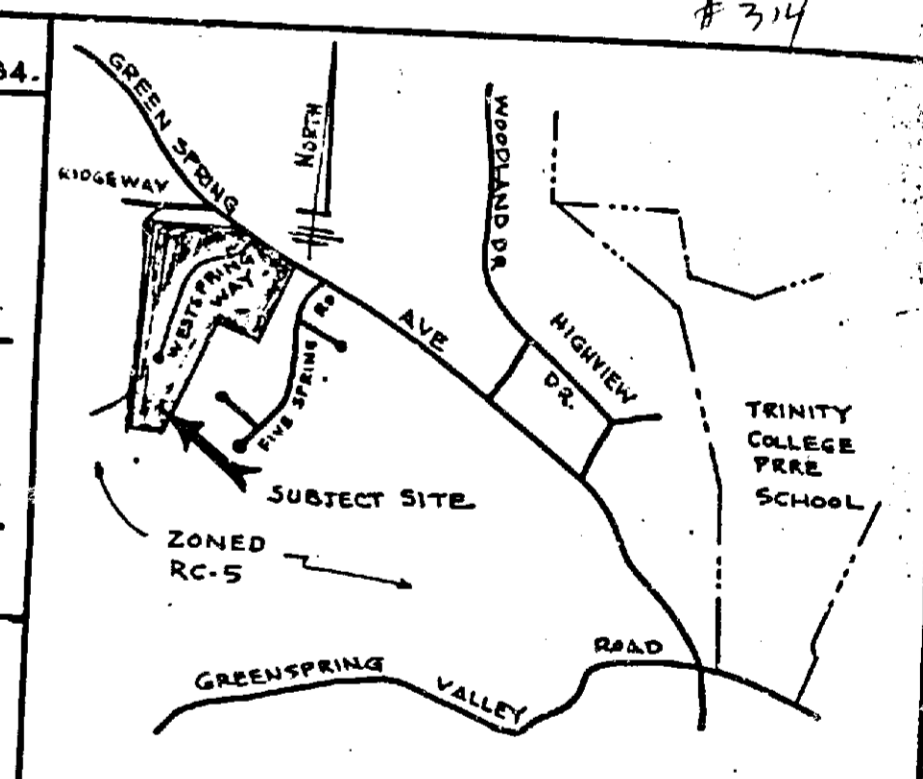 # 314
34.
GREEN SPRING AVE
RIDGEWAY
NORTH
WOODLAND DR.
WESTSPRING
WAY
FIVE SPRING RD
HIGHVIEW DR.
TRINITY
COLLEGE
PRRE
SCHOOL
SUBJECT SITE
ZONED
RC-5
GREENSPRING VALLEY ROAD